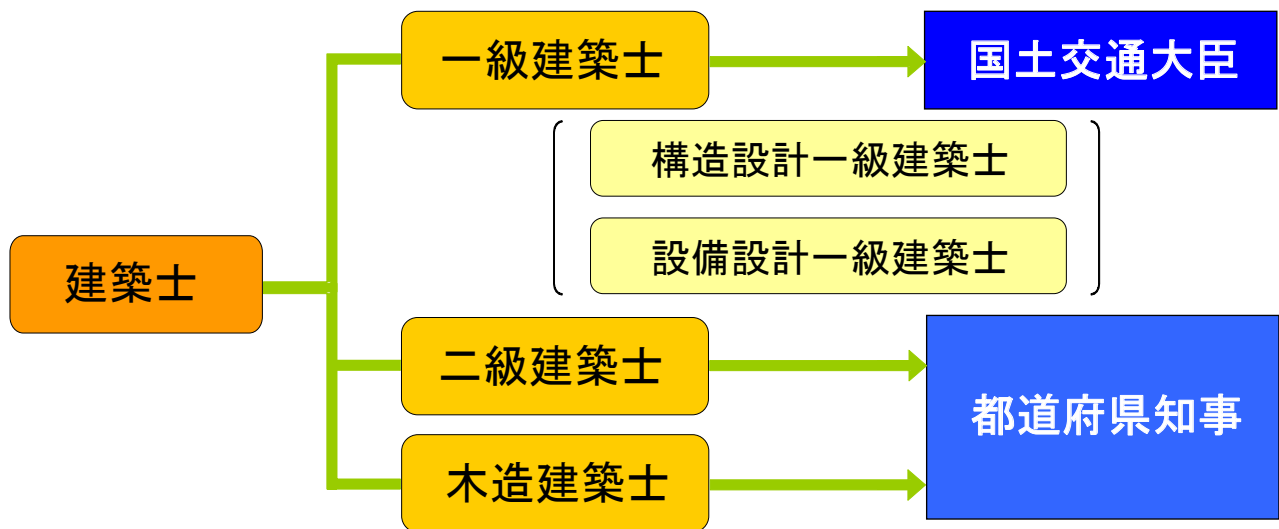 一級建築士
国土交通大臣
構造設計一級建築士
設備設計一級建築士
建築士
二級建築士
都道府県知事
木造建築士